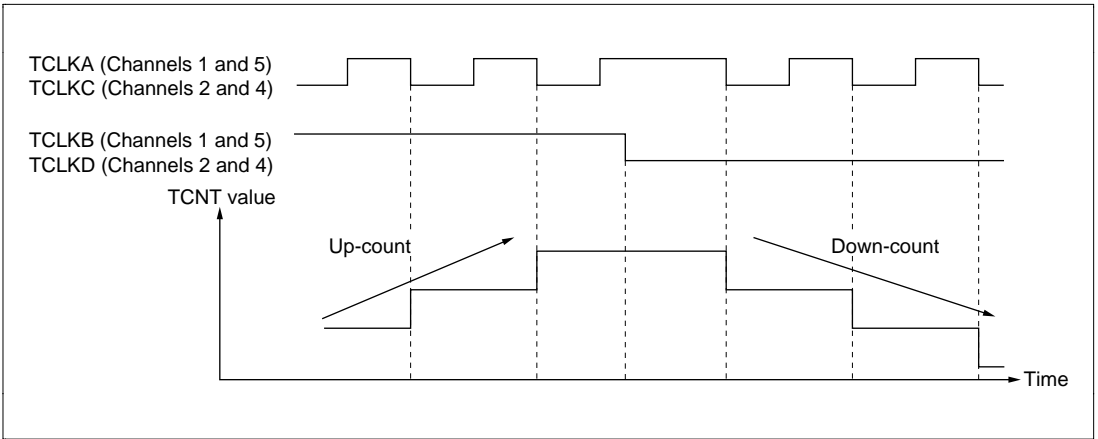 TCLKA (Channels 1 and 5)
TCLKC (Channels 2 and 4)
TCLKB (Channels 1 and 5)
TCLKD (Channels 2 and 4)
TCNT value
Up-count
Down-count
Time